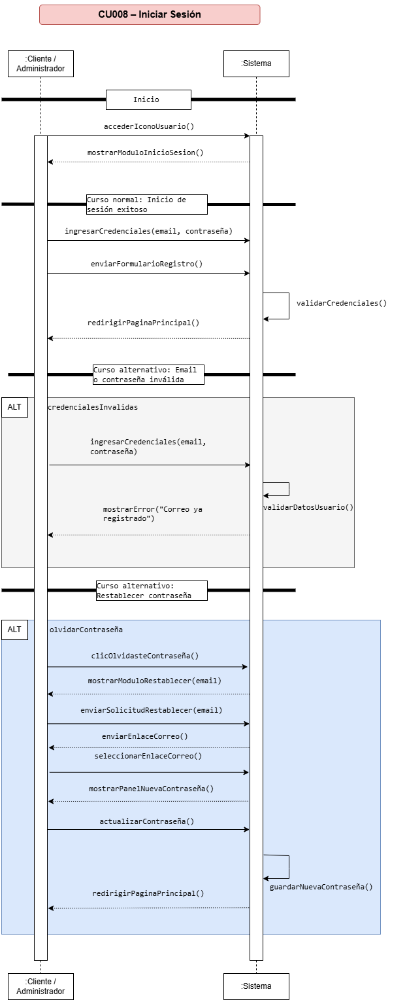 CU008 – Iniciar Sesión
:Cliente /
Administrador
:Sistema
Inicio
accederIconoUsuario()
mostrarModuloInicioSesion()
Curso normal: Inicio de
sesión exitoso
ingresarCredenciales(email, contraseña)
enviarFormularioRegistro()
validarCredenciales()
redirigirPaginaPrincipal()
Curso alternativo: Email
o contraseña inválida
ALT
credencialesInvalidas
ingresarCredenciales(email,
contraseña)
validarDatosUsuario()
mostrarError("Correo ya
registrado")
Curso alternativo:
Restablecer contraseña
ALT
olvidarContraseña
clicOlvidasteContraseña()
mostrarModuloRestablecer(email)
enviarSolicitudRestablecer(email)
enviarEnlaceCorreo()
seleccionarEnlaceCorreo()
mostrarPanelNuevaContraseña()
actualizarContraseña()
guardarNuevaContraseña()
redirigirPaginaPrincipal()
:Cliente /
Administrador
:Sistema